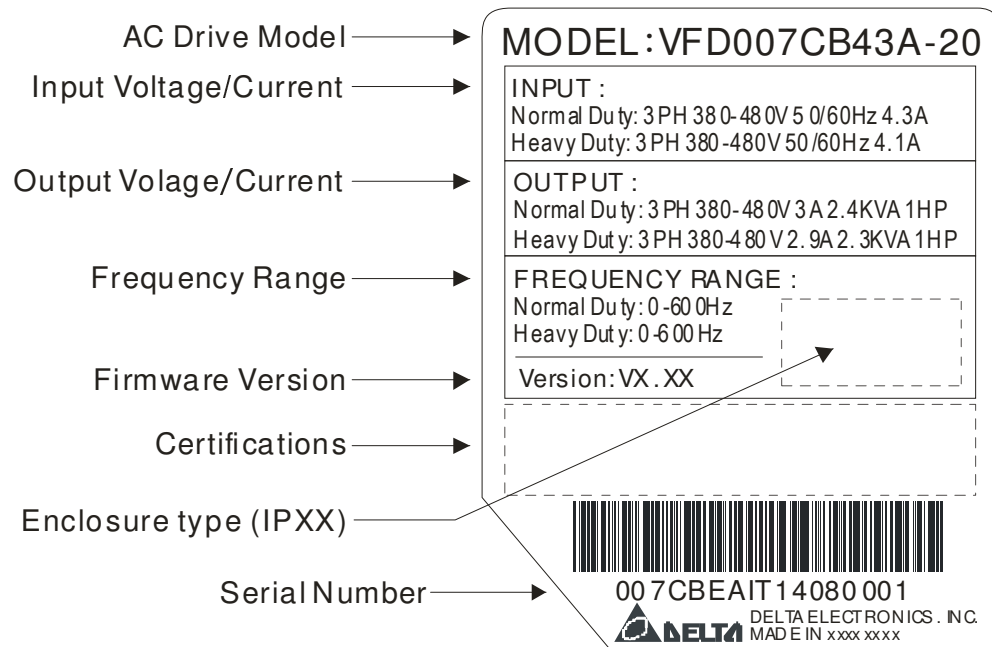 AC Drive Model
MODEL:VFD007CB43A-20
Input Voltage/Current
INPUT :
Normal Duty: 3PH 380-480V 50/60Hz 4.3A
Heavy Duty: 3PH 380-480V 50/60Hz 4.1A
Output Volage/Current
OUTPUT :
Normal Duty: 3PH 380-480V 3A 2.4KVA 1HP
Heavy Duty: 3PH 380-480V 2.9A 2.3KVA 1HP
Frequency Range
FREQUENCY RANGE :
Normal Duty: 0-600Hz
Heavy Duty: 0-600Hz
Firmware Version
Version:VX.XX
Certifications
Enclosure type (IPXX)
Serial Number
007CBEAIT14080001
DELTA
DELTA ELECTRONICS. INC.
MADE IN xxxx xxxx